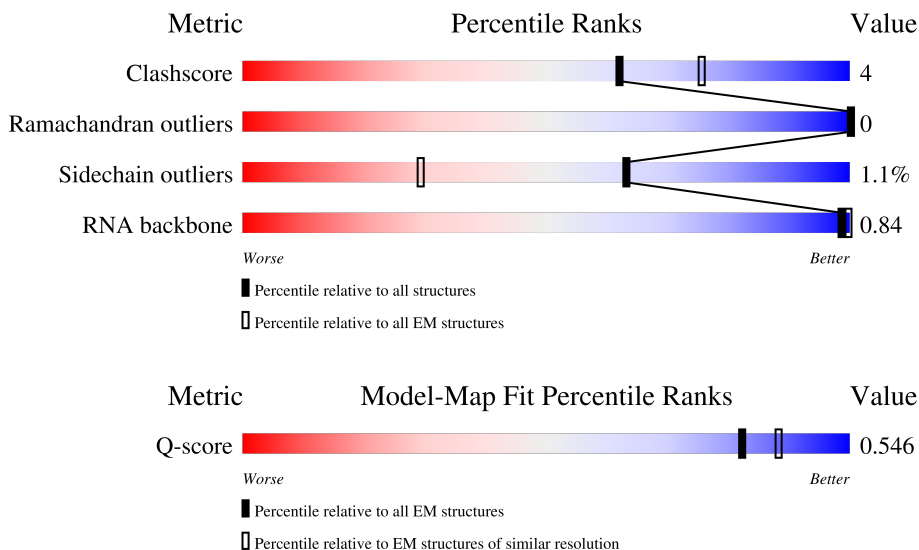 Metric Percentile Ranks Value
Clashscore 4
Ramachandran outliers 0
Sidechain outliers 1.1%
RNA backbone 0.84
Worse Better
Percentile relative to all structures
Percentile relative to all EM structures
Metric Model-Map Fit Percentile Ranks Value
Q-score 0.546
Worse Better
Percentile relative to all EM structures
Percentile relative to EM structures of similar resolution